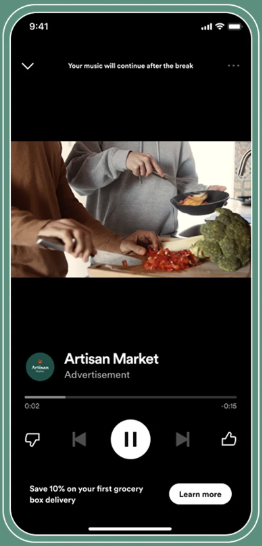 9:41
Your music will continue after the break
Artisan
Artisan Market
Advertisement
0:02
-0:15
Save 10% on your first grocery
box delivery
Learn more